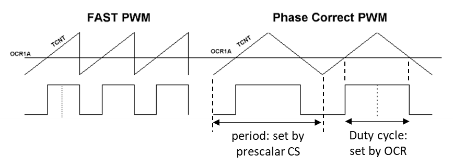 FAST PWM
Phase Correct PWM
OCR1A
TCNT
OCR1A
TCNT
period: set by
prescalar CS
Duty cycle:
set by OCR